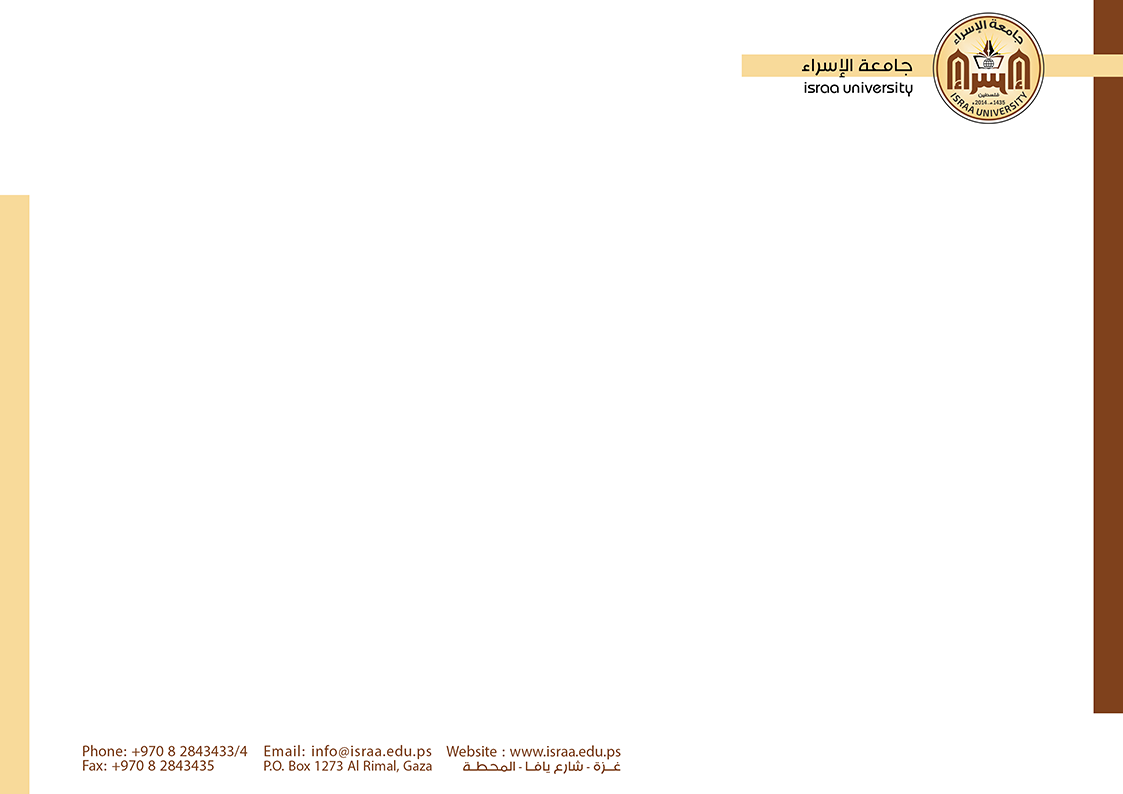 جامعة الإسراء
israa university
جامعة الإسراء
إسراء
فلسطين
1435هـ - 2014م
ISRAA UNIVERSITY
Phone: +970 8 2843433/4 Email: info@israa.edu.ps Website : www.israa.edu.ps
Fax: +970 8 2843435 P.O. Box 1273 Al Rimal, Gaza غـزة - شارع يافـا - المحطـة